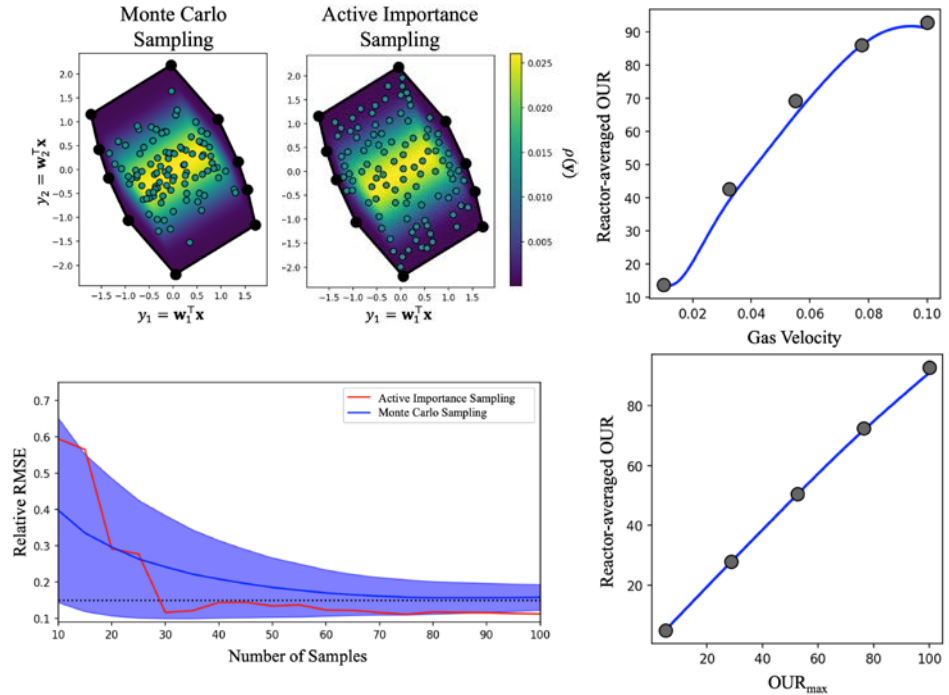 Monte Carlo
Sampling
Active Importance
Sampling
2.0
1.5
1.0
0.5
0.0
−0.5
−1.0
−1.5
−2.0
y₂ = w₂ᵀx
−1.5 −1.0 −0.5 0.0 0.5 1.0 1.5
y₁ = w₁ᵀx
2.0
1.5
1.0
0.5
0.0
−0.5
−1.0
−1.5
−2.0
−1.5 −1.0 −0.5 0.0 0.5 1.0 1.5
y₁ = w₁ᵀx
0.025
0.020
0.015
0.010
0.005
p(y)
90
80
70
60
50
40
30
20
10
Reactor-averaged OUR
0.02 0.04 0.06 0.08 0.10
Gas Velocity
0.7
0.6
0.5
0.4
0.3
0.2
0.1
Relative RMSE
Active Importance Sampling
Monte Carlo Sampling
10 20 30 40 50 60 70 80 90 100
Number of Samples
80
60
40
20
Reactor-averaged OUR
20 40 60 80 100
OURmax